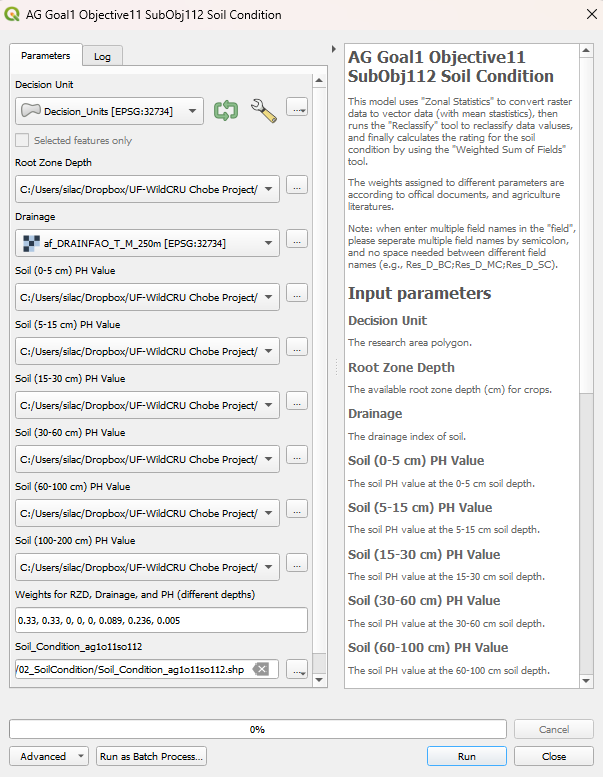 AG Goal1 Objective11 SubObj112 Soil Condition
Parameters
Log
Decision Unit
Decision_Units [EPSG:32734]
...
Selected features only
Root Zone Depth
C:/Users/silac/Dropbox/UF-WildCRU Chobe Project/
...
Drainage
af_DRAINFAO_T_M_250m [EPSG:32734]
...
Soil (0-5 cm) PH Value
C:/Users/silac/Dropbox/UF-WildCRU Chobe Project/
...
Soil (5-15 cm) PH Value
C:/Users/silac/Dropbox/UF-WildCRU Chobe Project/
...
Soil (15-30 cm) PH Value
C:/Users/silac/Dropbox/UF-WildCRU Chobe Project/
...
Soil (30-60 cm) PH Value
C:/Users/silac/Dropbox/UF-WildCRU Chobe Project/
...
Soil (60-100 cm) PH Value
C:/Users/silac/Dropbox/UF-WildCRU Chobe Project/
...
Soil (100-200 cm) PH Value
C:/Users/silac/Dropbox/UF-WildCRU Chobe Project/
...
Weights for RZD, Drainage, and PH (different depths)
0.33, 0.33, 0, 0, 0, 0.089, 0.236, 0.005
Soil_Condition_ag1o11so112
/02_SoilCondition/Soil_Condition_ag1o11so112.shp
...
AG Goal1 Objective11
SubObj112 Soil Condition
This model uses "Zonal Statistics" to convert raster
data to vector data (with mean stastistics), then
runs the "Reclassify" tool to reclassify data valuses,
and finally calculates the rating for the soil
condition by using the "Weighted Sum of Fields"
tool.
The weights assigned to different parameters are
according to offical documents, and agriculture
literatures.
Note: when enter multiple field names in the "field",
please seperate multiple field names by semicolon,
and no space needed between different field
names (e.g., Res_D_BC;Res_D_MC;Res_D_SC).
Input parameters
Decision Unit
The research area polygon.
Root Zone Depth
The available root zone depth (cm) for crops.
Drainage
The drainage index of soil.
Soil (0-5 cm) PH Value
The soil PH value at the 0-5 cm soil depth.
Soil (5-15 cm) PH Value
The soil PH value at the 5-15 cm soil depth.
Soil (15-30 cm) PH Value
The soil PH value at the 15-30 cm soil depth.
Soil (30-60 cm) PH Value
The soil PH value at the 30-60 cm soil depth.
Soil (60-100 cm) PH Value
The soil PH value at the 60-100 cm soil depth.
0%
Cancel
Advanced
Run as Batch Process...
Run
Close